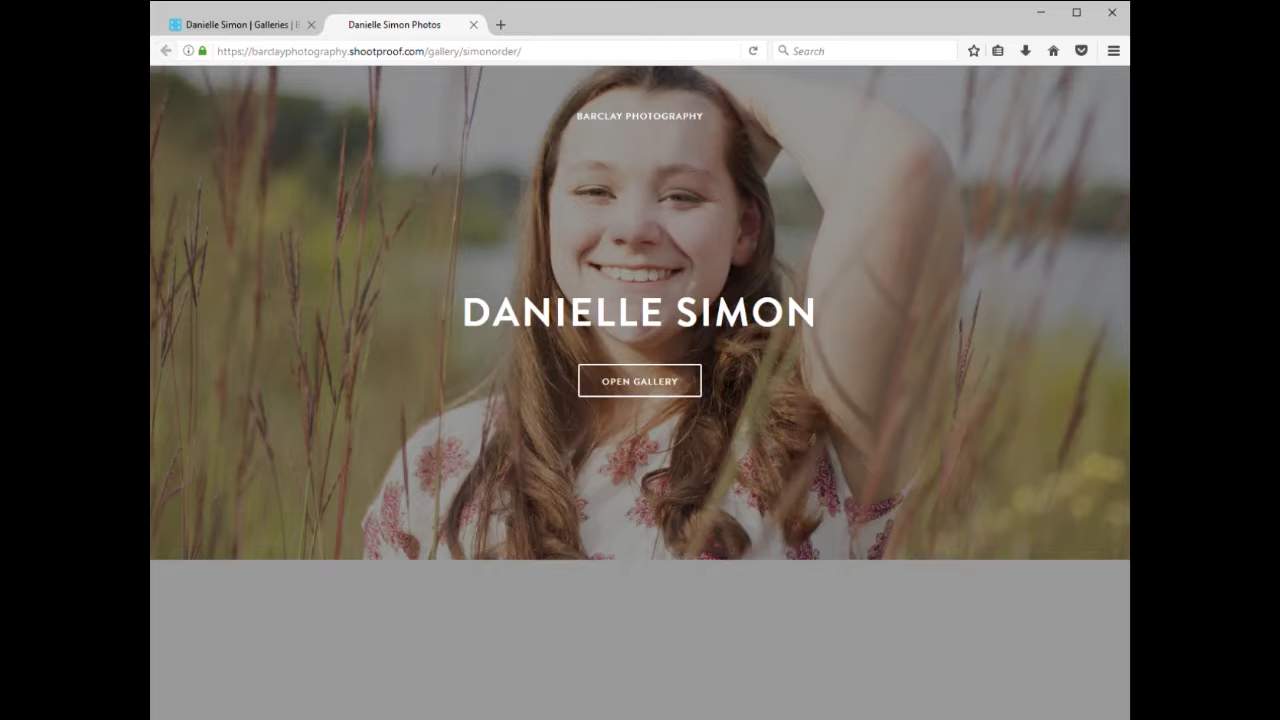 Danielle Simon | Galleries |
Danielle Simon Photos
https://barclayphotography.shootproof.com/gallery/simonorder/
Search
BARCLAY PHOTOGRAPHY
DANIELLE SIMON
OPEN GALLERY